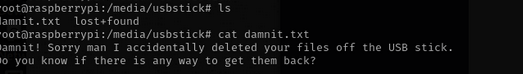 root@raspberrypi:/media/usbstick# ls
damnit.txt  lost+found
root@raspberrypi:/media/usbstick# cat damnit.txt
Damnit! Sorry man I accidentally deleted your files off the USB stick.
Do you know if there is any way to get them back?